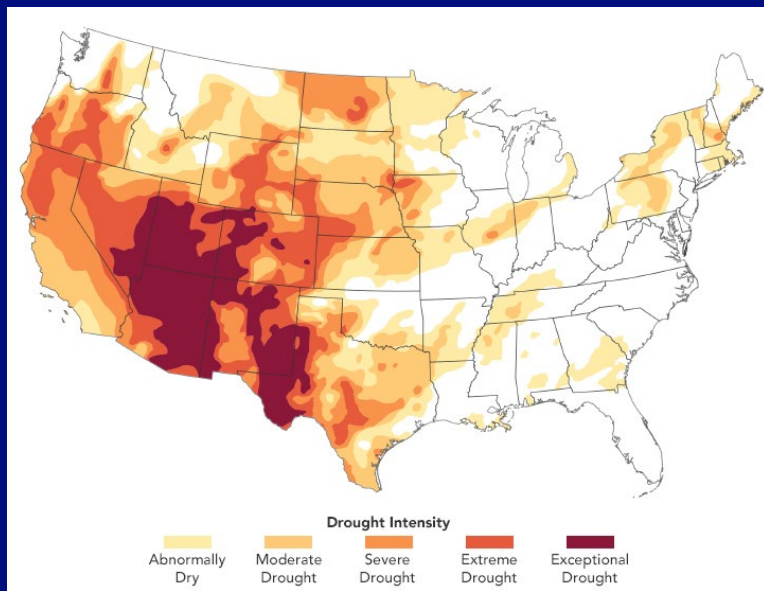 Drought Intensity
Abnormally Dry
Moderate Drought
Severe Drought
Extreme Drought
Exceptional Drought